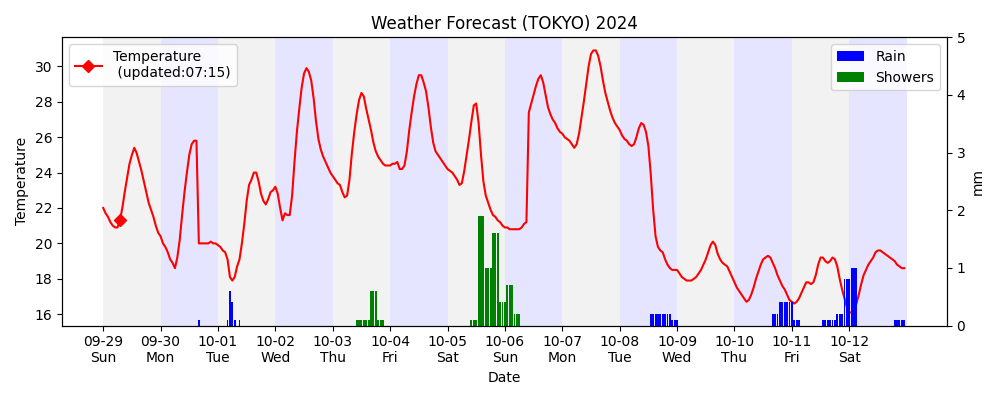 Weather Forecast (TOKYO) 2024
Temperature
(updated:07:15)
Rain
Showers
Temperature
30
28
26
24
22
20
18
16
5
4
3
2
1
0
mm
09-29 09-30 10-01 10-02 10-03 10-04 10-05 10-06 10-07 10-08 10-09 10-10 10-11 10-12
Sun Mon Tue Wed Thu Fri Sat Sun Mon Tue Wed Thu Fri Sat
Date